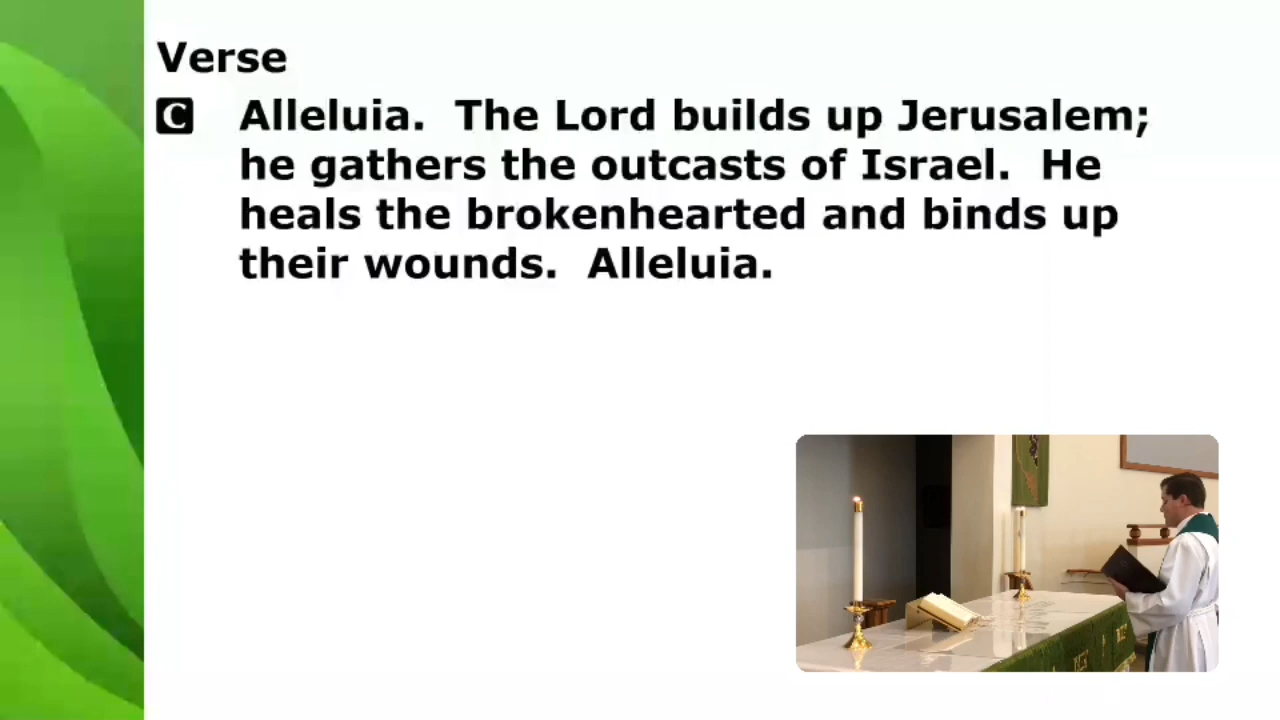 Verse
C Alleluia. The Lord builds up Jerusalem;
he gathers the outcasts of Israel. He
heals the brokenhearted and binds up
their wounds. Alleluia.